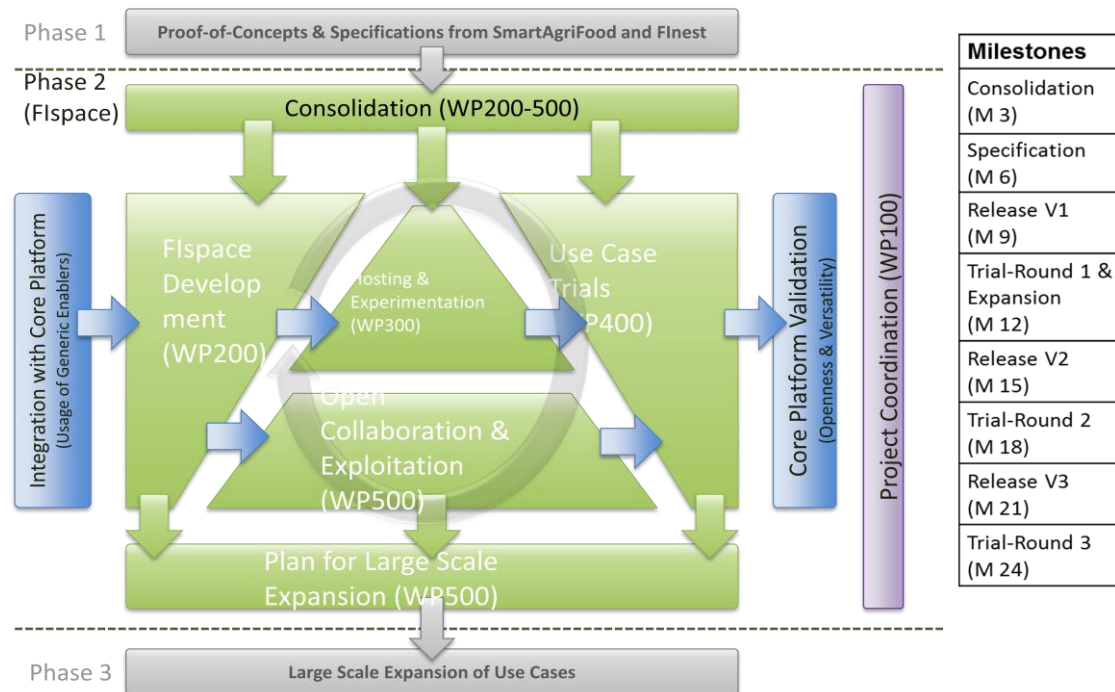 Phase 1
Proof-of-Concepts & Specifications from SmartAgriFood and FInest
Phase 2
(FIspace)
Consolidation (WP200-500)
Integration with Core Platform
(Usage of Generic Enablers)
FIspace
Develop
ment
(WP200)
Hosting &
Experimentation
(WP300)
Use Case
Trials
(WP400)
Open
Collaboration &
Exploitation
(WP500)
Core Platform Validation
(Openness & Versatility)
Project Coordination (WP100)
Plan for Large Scale
Expansion (WP500)
Phase 3
Large Scale Expansion of Use Cases
Milestones
Consolidation
(M 3)
Specification
(M 6)
Release V1
(M 9)
Trial-Round 1 &
Expansion
(M 12)
Release V2
(M 15)
Trial-Round 2
(M 18)
Release V3
(M 21)
Trial-Round 3
(M 24)